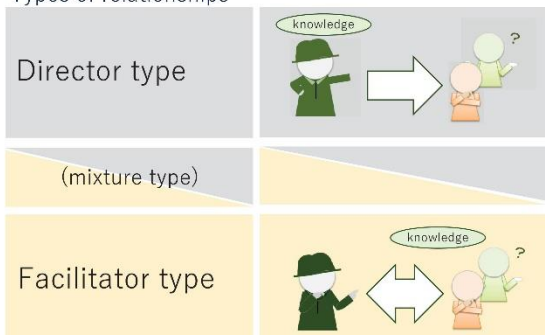 Types of relationships
Director type
knowledge
?
(mixture type)
Facilitator type
knowledge
?